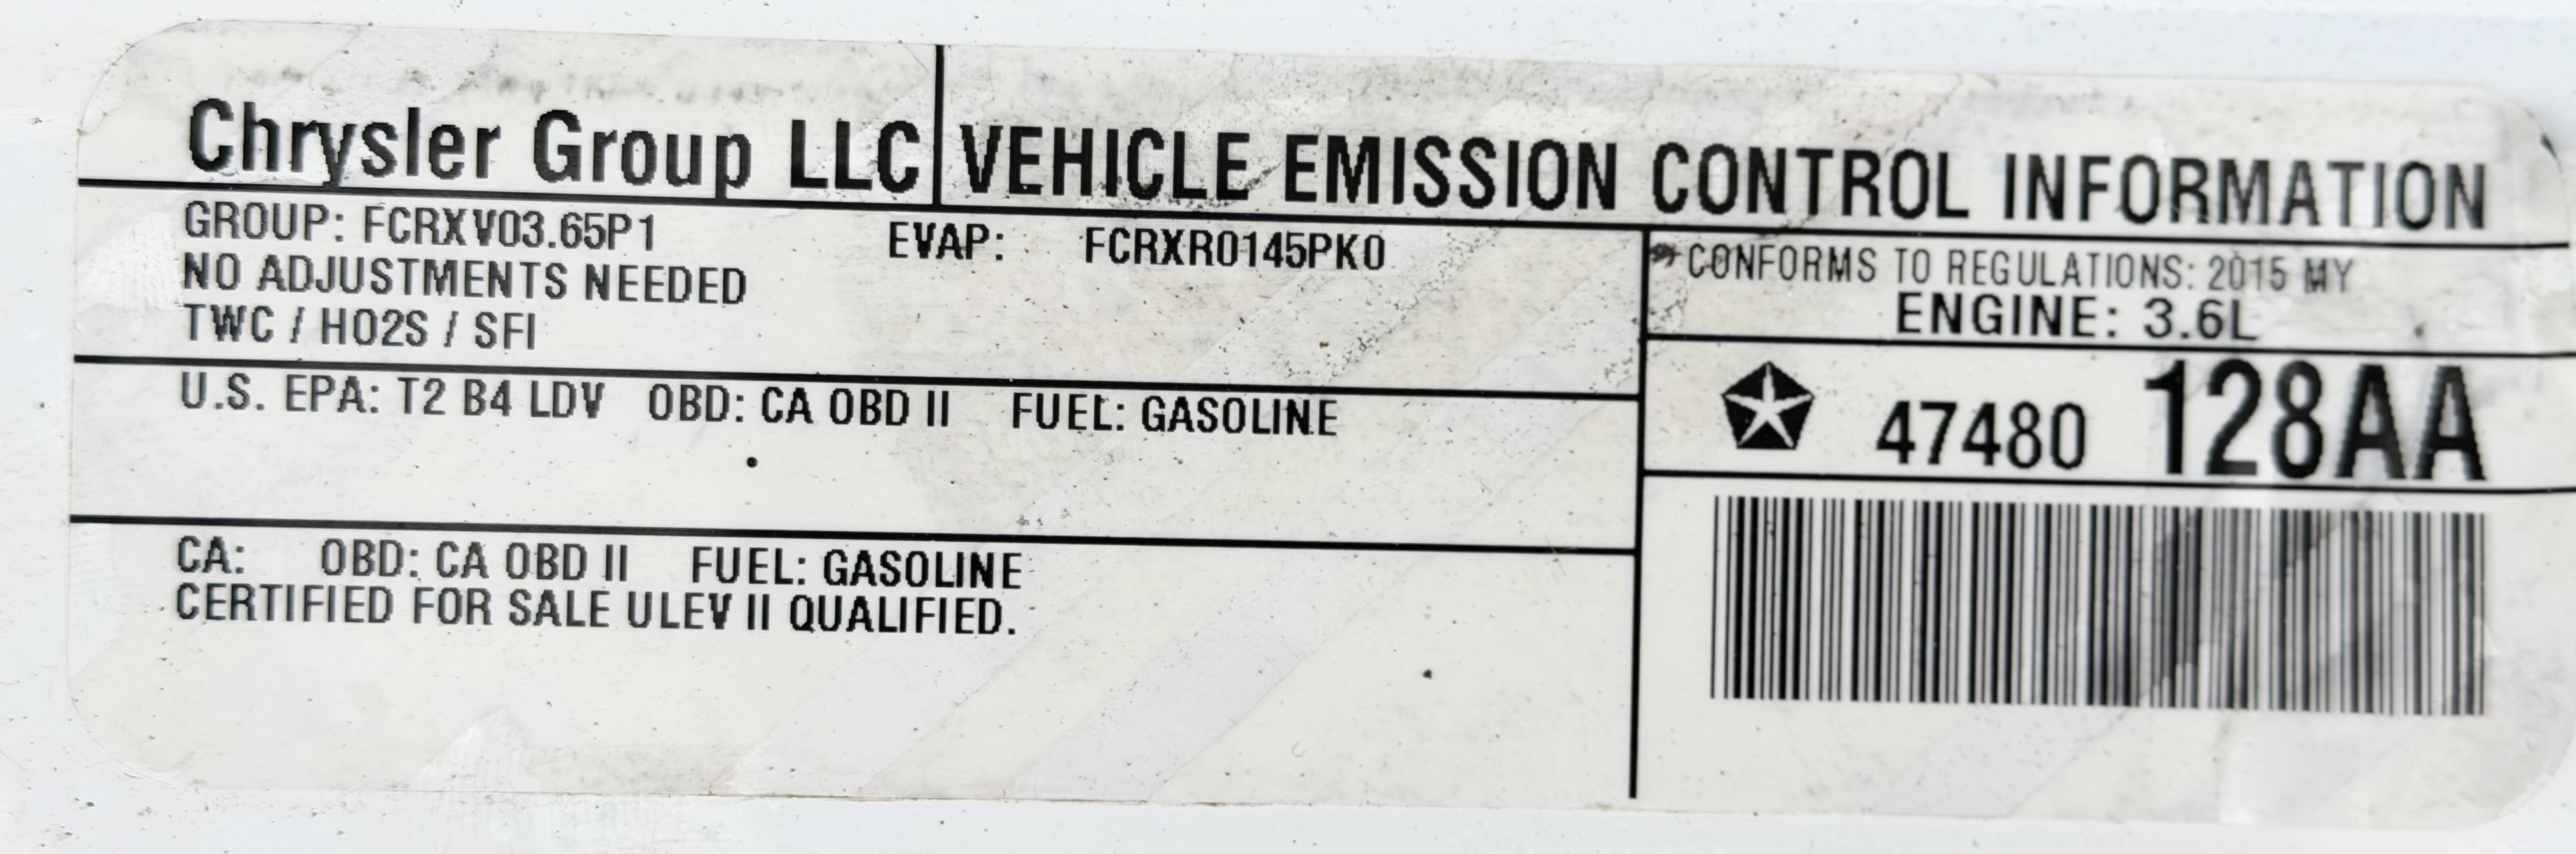 Chrysler Group LLC VEHICLE EMISSION CONTROL INFORMATION
GROUP: FCRXV03.65P1 EVAP: FCRXR0145PK0
NO ADJUSTMENTS NEEDED
TWC / HO2S / SFI
CONFORMS TO REGULATIONS: 2015 MY
ENGINE: 3.6L
U.S. EPA: T2 B4 LDV OBD: CA OBD II FUEL: GASOLINE
47480 128AA
CA: OBD: CA OBD II FUEL: GASOLINE
CERTIFIED FOR SALE ULEV II QUALIFIED.